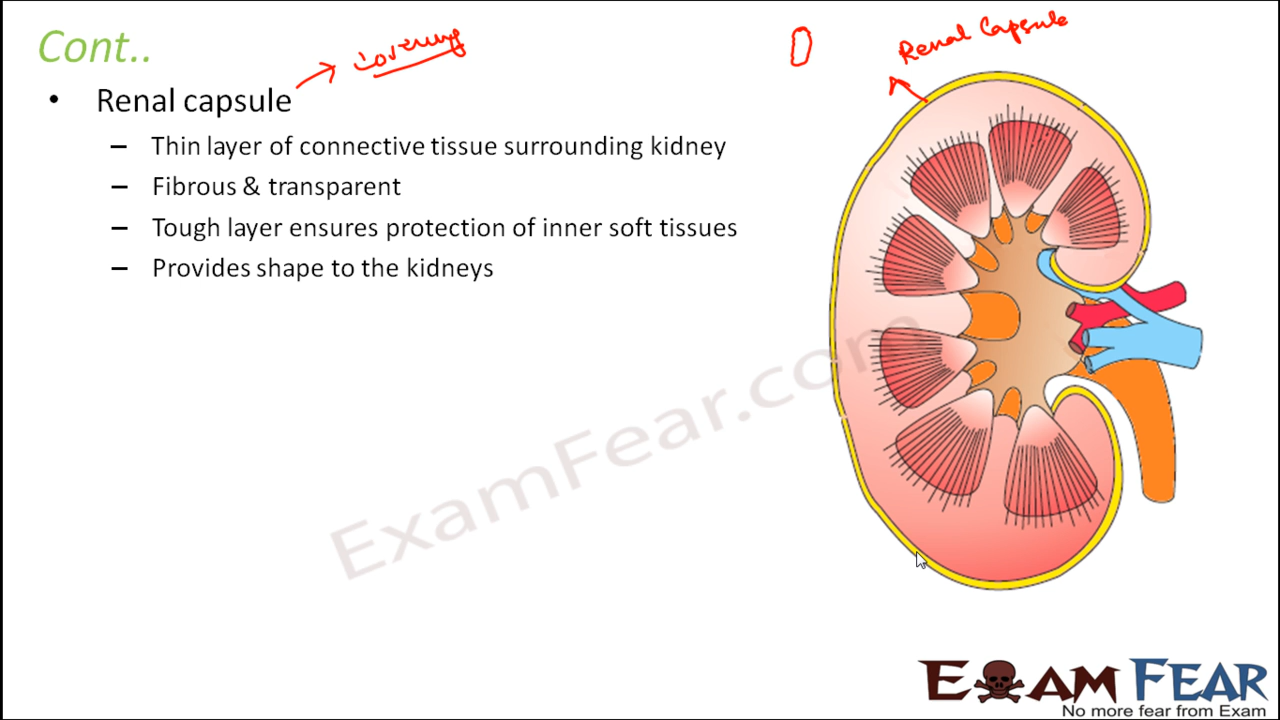 Cont..
covering
Renal Capsule
• Renal capsule
– Thin layer of connective tissue surrounding kidney
– Fibrous & transparent
– Tough layer ensures protection of inner soft tissues
– Provides shape to the kidneys
ExamFear.com
EXAM FEAR
No more fear from Exam